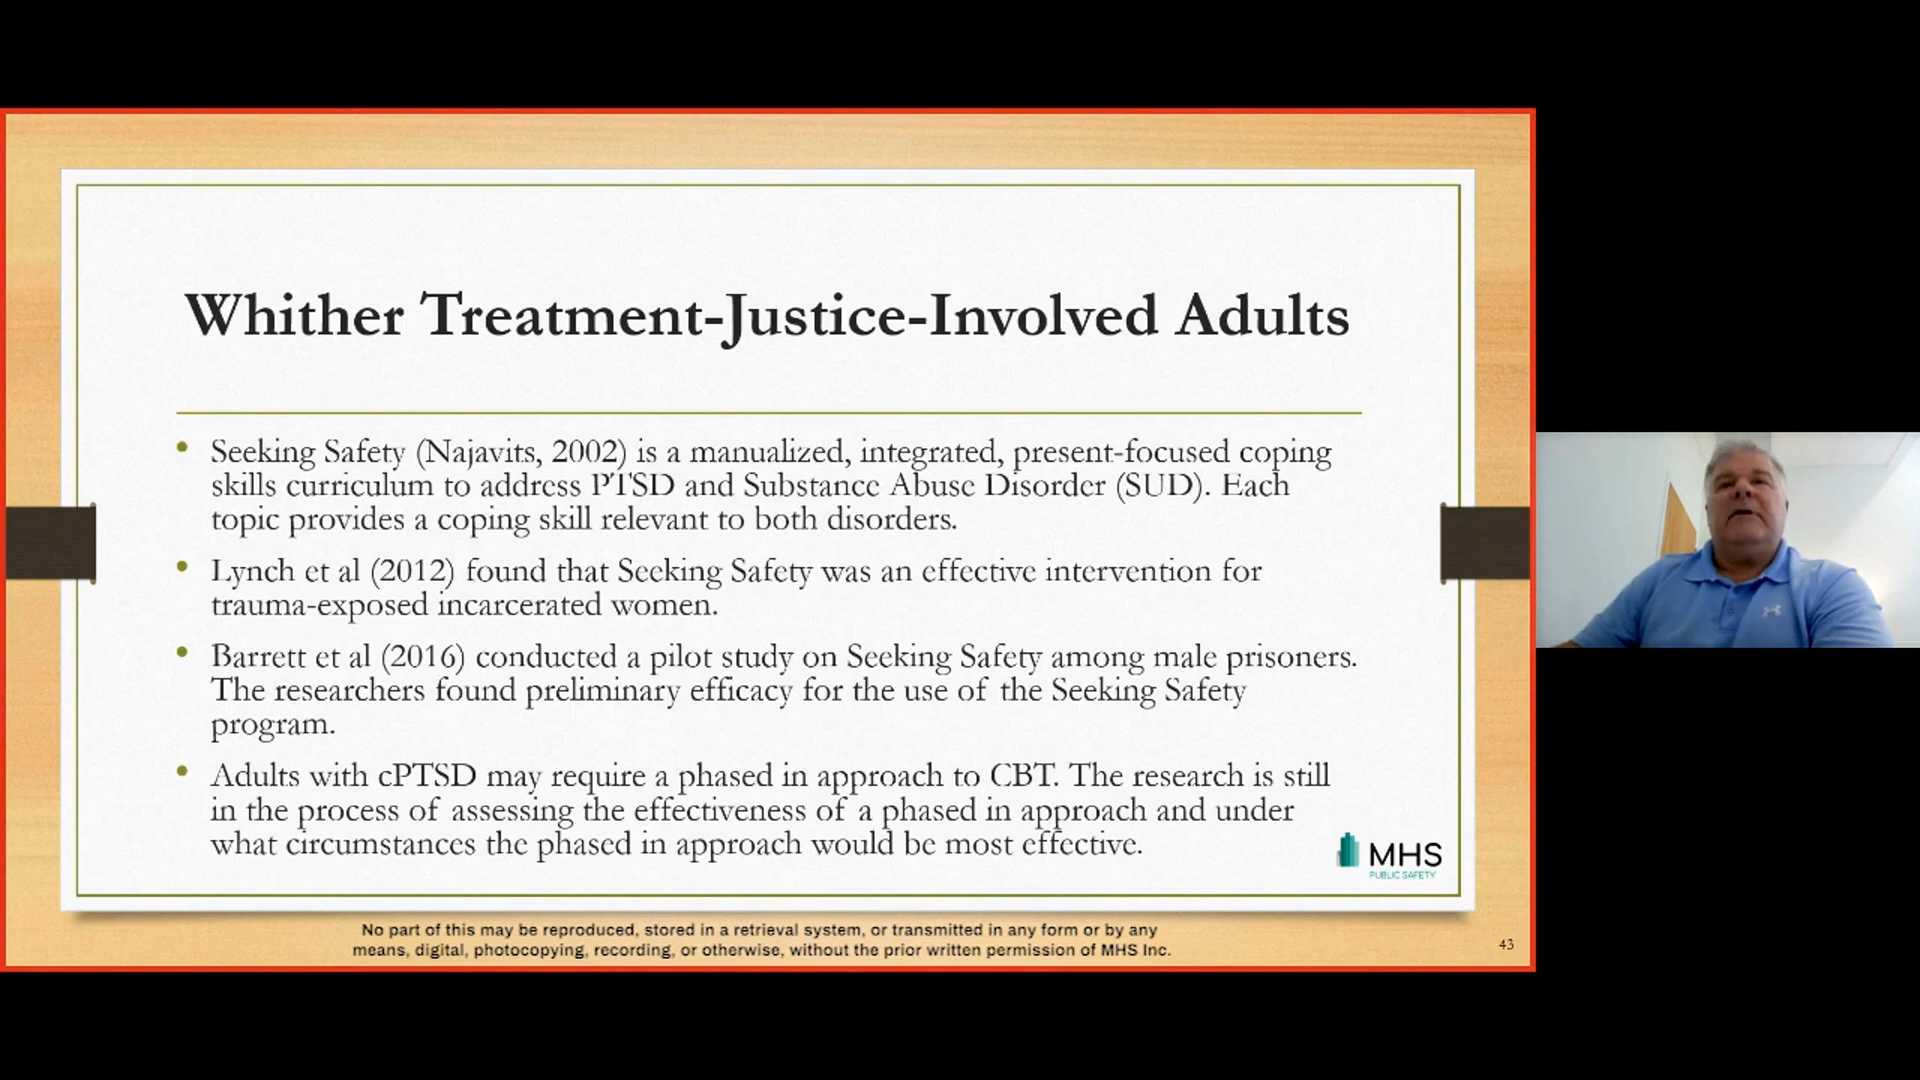 Whither Treatment-Justice-Involved Adults
• Seeking Safety (Najavits, 2002) is a manualized, integrated, present-focused coping
skills curriculum to address PTSD and Substance Abuse Disorder (SUD). Each
topic provides a coping skill relevant to both disorders.
• Lynch et al (2012) found that Seeking Safety was an effective intervention for
trauma-exposed incarcerated women.
• Barrett et al (2016) conducted a pilot study on Seeking Safety among male prisoners.
The researchers found preliminary efficacy for the use of the Seeking Safety
program.
• Adults with cPTSD may require a phased in approach to CBT. The research is still
in the process of assessing the effectiveness of a phased in approach and under
what circumstances the phased in approach would be most effective.
MHS
PUBLIC SAFETY
No part of this may be reproduced, stored in a retrieval system, or transmitted in any form or by any
means, digital, photocopying, recording, or otherwise, without the prior written permission of MHS Inc.
43